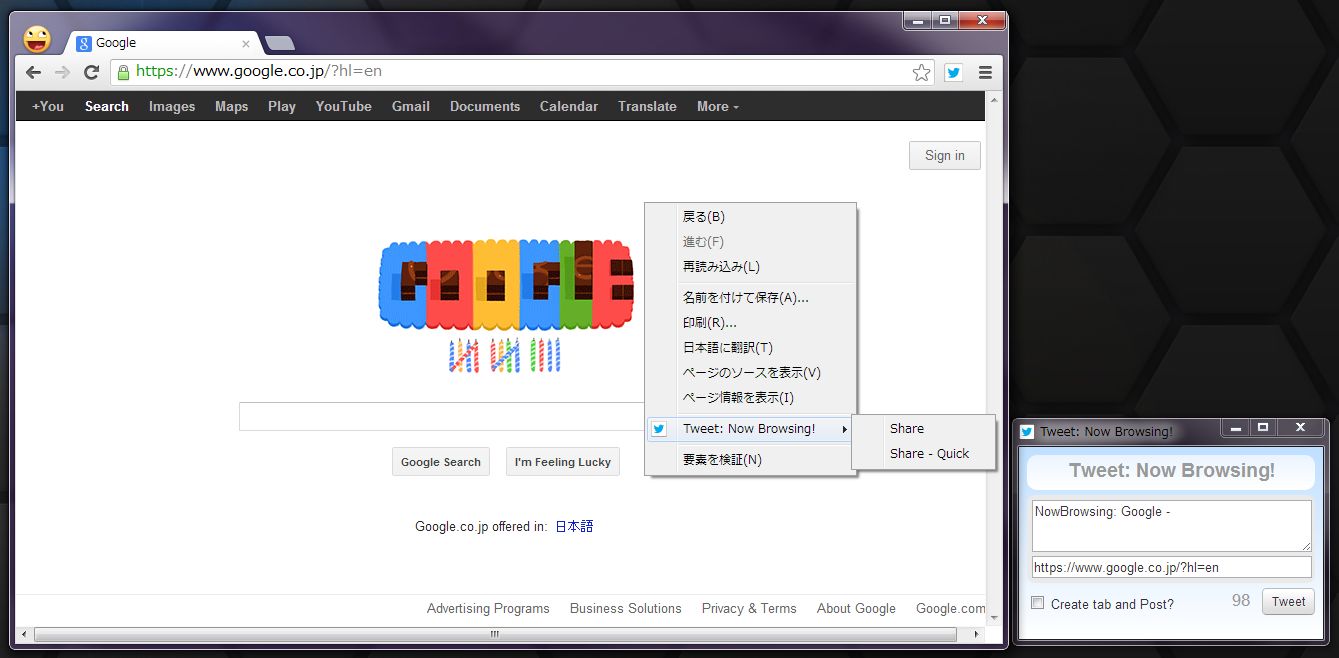 Google
https://www.google.co.jp/?hl=en
+You Search Images Maps Play YouTube Gmail Documents Calendar Translate More
Sign in
Google
Google Search I'm Feeling Lucky
Google.co.jp offered in: 日本語
Advertising Programs Business Solutions Privacy & Terms About Google Google.com
戻る(B)
進む(F)
再読み込み(L)
名前を付けて保存(A)...
印刷(R)...
日本語に翻訳(T)
ページのソースを表示(V)
ページ情報を表示(I)
Tweet: Now Browsing!
要素を検証(N)
Share
Share - Quick
Tweet: Now Browsing!
Tweet: Now Browsing!
NowBrowsing: Google -
https://www.google.co.jp/?hl=en
Create tab and Post? 98 Tweet